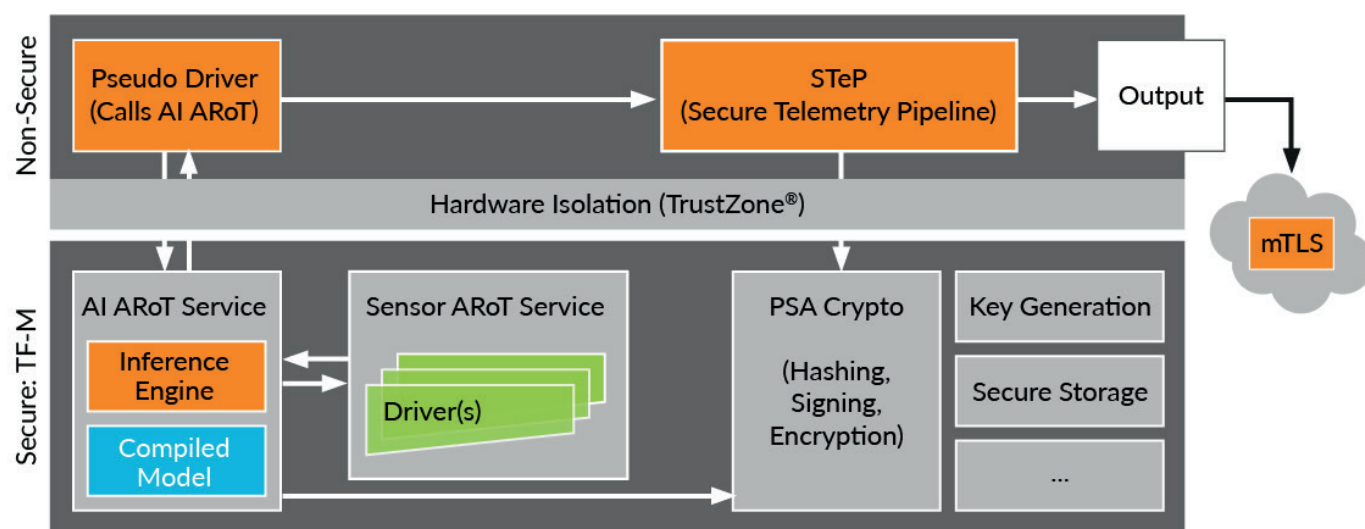 Non-Secure
Pseudo Driver
(Calls AI ARoT)
STeP
(Secure Telemetry Pipeline)
Output
Hardware Isolation (TrustZone®)
mTLS
Secure: TF-M
AI ARoT Service
Inference
Engine
Compiled
Model
Sensor ARoT Service
Driver(s)
PSA Crypto
(Hashing,
Signing,
Encryption)
Key Generation
Secure Storage
...